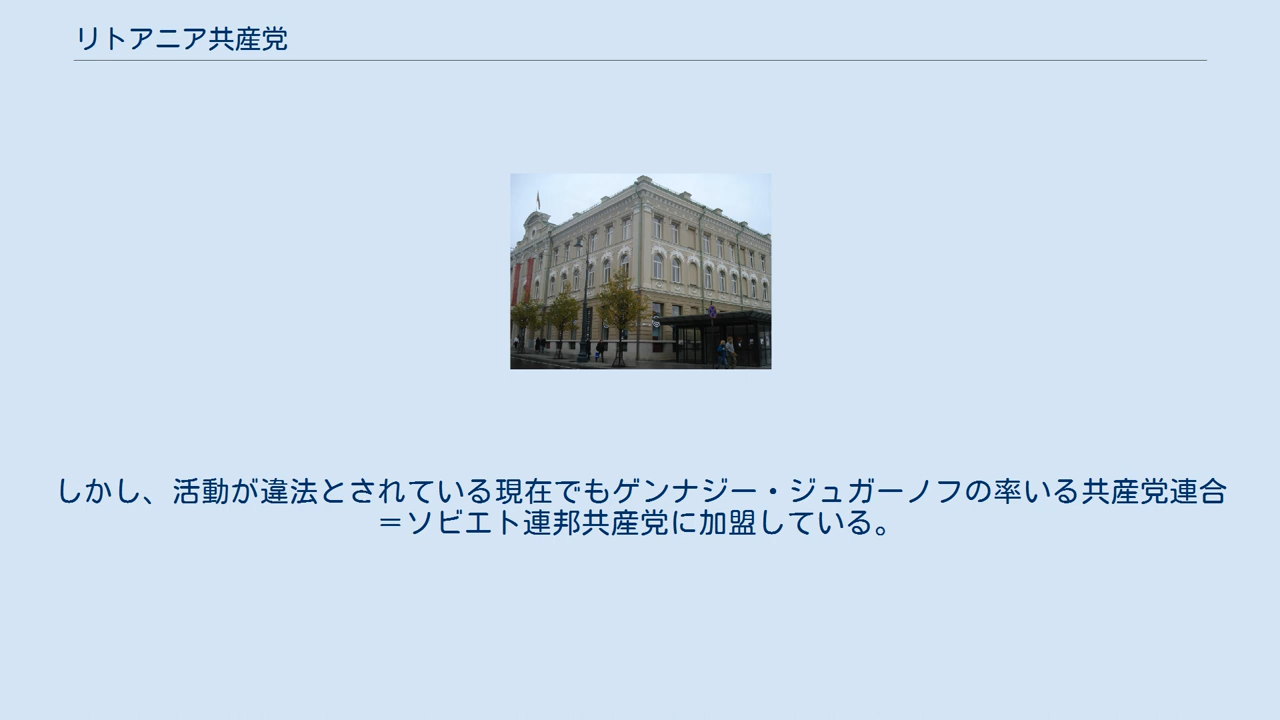 リトアニア共産党
しかし、活動が違法とされている現在でもゲンナジー・ジュガーノフの率いる共産党連合
＝ソビエト連邦共産党に加盟している。